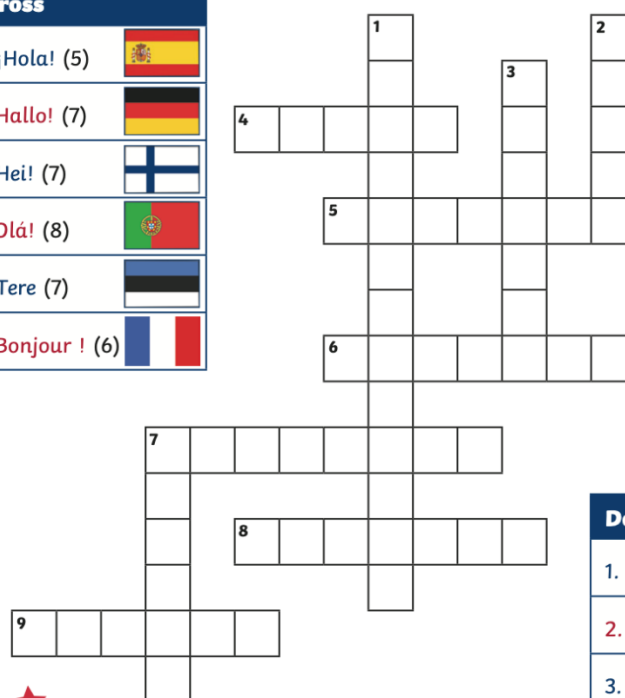 ross
¡Hola! (5)
Hallo! (7)
Hei! (7)
Olá! (8)
Tere (7)
Bonjour ! (6)
1
2
3
4
5
6
7
8
9
D
1.
2.
3.